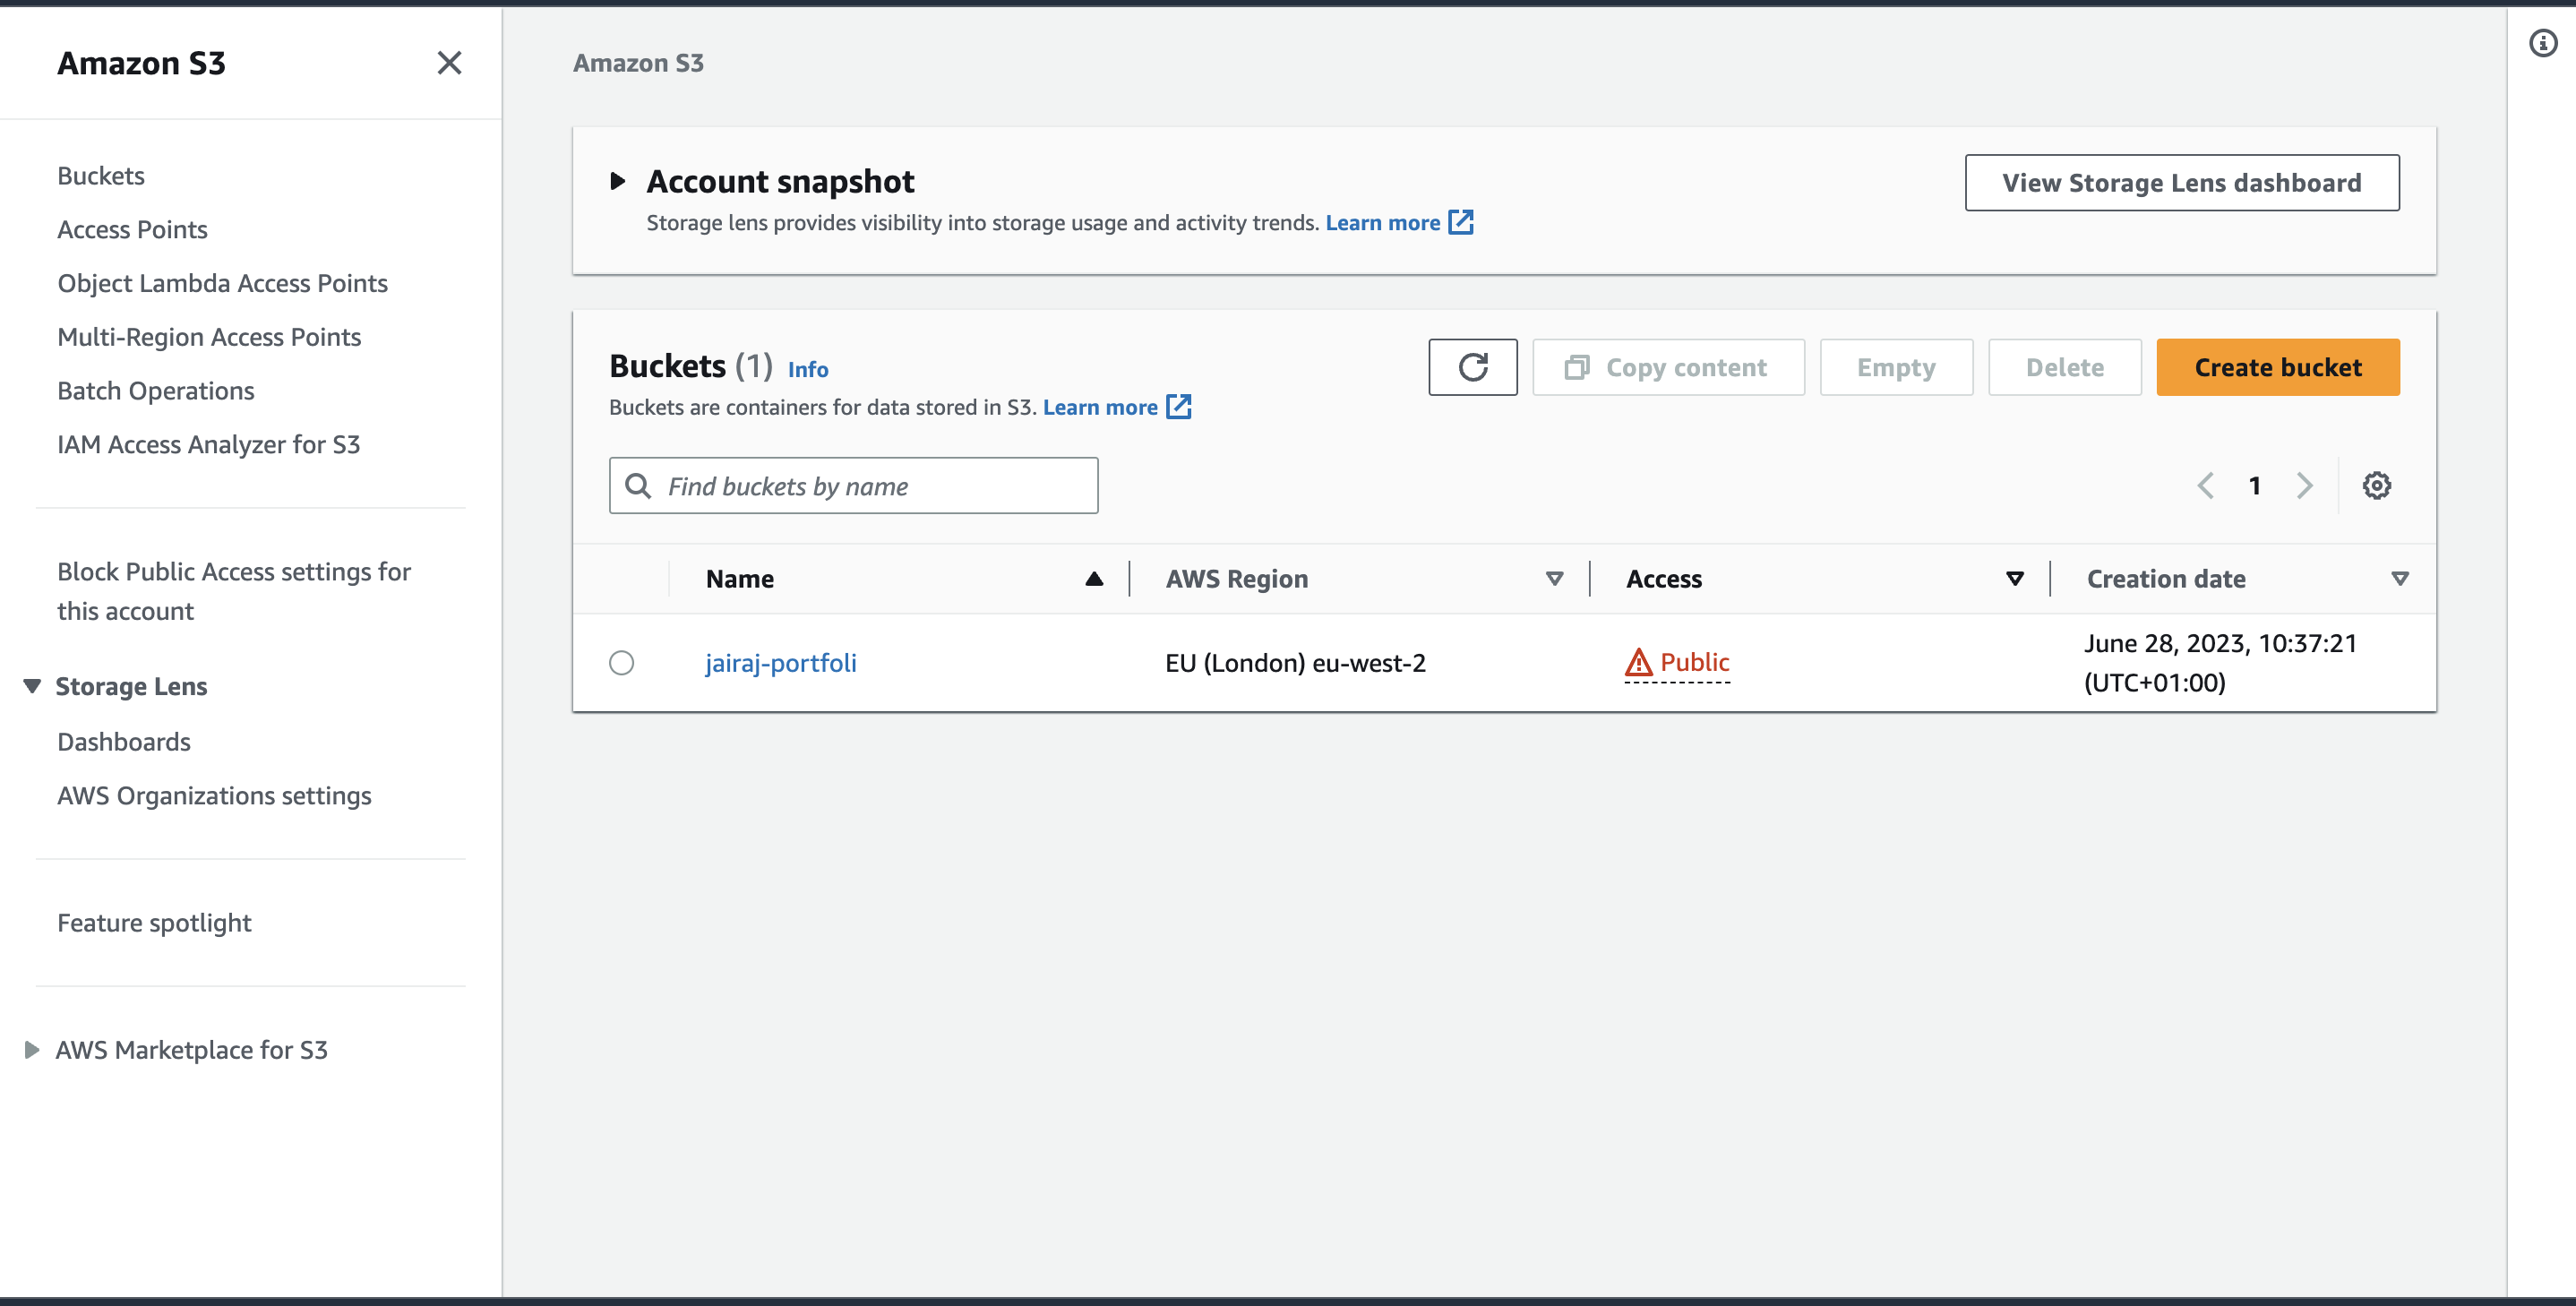 Amazon S3
Buckets
Access Points
Object Lambda Access Points
Multi-Region Access Points
Batch Operations
IAM Access Analyzer for S3
Block Public Access settings for
this account
Storage Lens
Dashboards
AWS Organizations settings
Feature spotlight
AWS Marketplace for S3
Amazon S3
Account snapshot
View Storage Lens dashboard
Storage lens provides visibility into storage usage and activity trends. Learn more
Buckets (1) Info
Copy content Empty Delete Create bucket
Buckets are containers for data stored in S3. Learn more
Find buckets by name
1
Name AWS Region Access Creation date
jairaj-portfoli EU (London) eu-west-2 Public June 28, 2023, 10:37:21
(UTC+01:00)